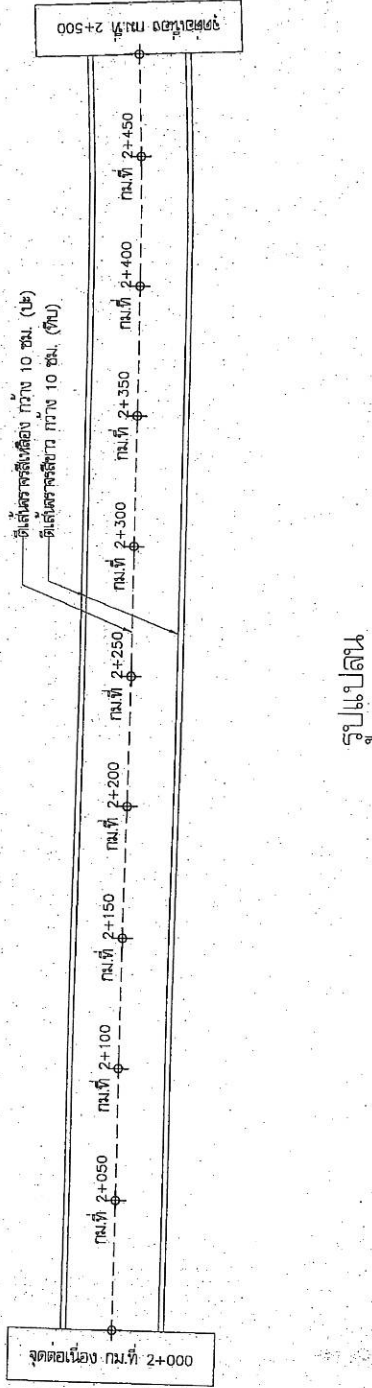 จุดต่อเนื่อง กม.ที่ 2+500
ตีเส้นจราจรสีเหลือง กว้าง 10 ซม. (ปะ)
ตีเส้นจราจรสีขาว กว้าง 10 ซม. (ทึบ)
กม.ที่ 2+450
กม.ที่ 2+400
กม.ที่ 2+350
กม.ที่ 2+300
กม.ที่ 2+250
กม.ที่ 2+200
กม.ที่ 2+150
กม.ที่ 2+100
กม.ที่ 2+050
จุดต่อเนื่อง กม.ที่ 2+000
รูปแปลน